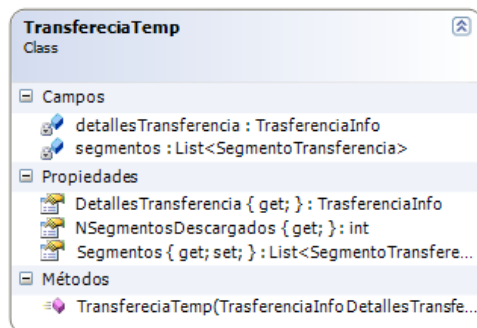 TransfereciaTemp
Class
Campos
detallesTransferencia : TrasferenciaInfo
segmentos : List<SegmentoTransferencia>
Propiedades
DetallesTransferencia { get; } : TrasferenciaInfo
NSegmentosDescargados { get; } : int
Segmentos { get; set; } : List<SegmentoTransfere...
Métodos
TransfereciaTemp(TrasferenciaInfo DetallesTransfe...